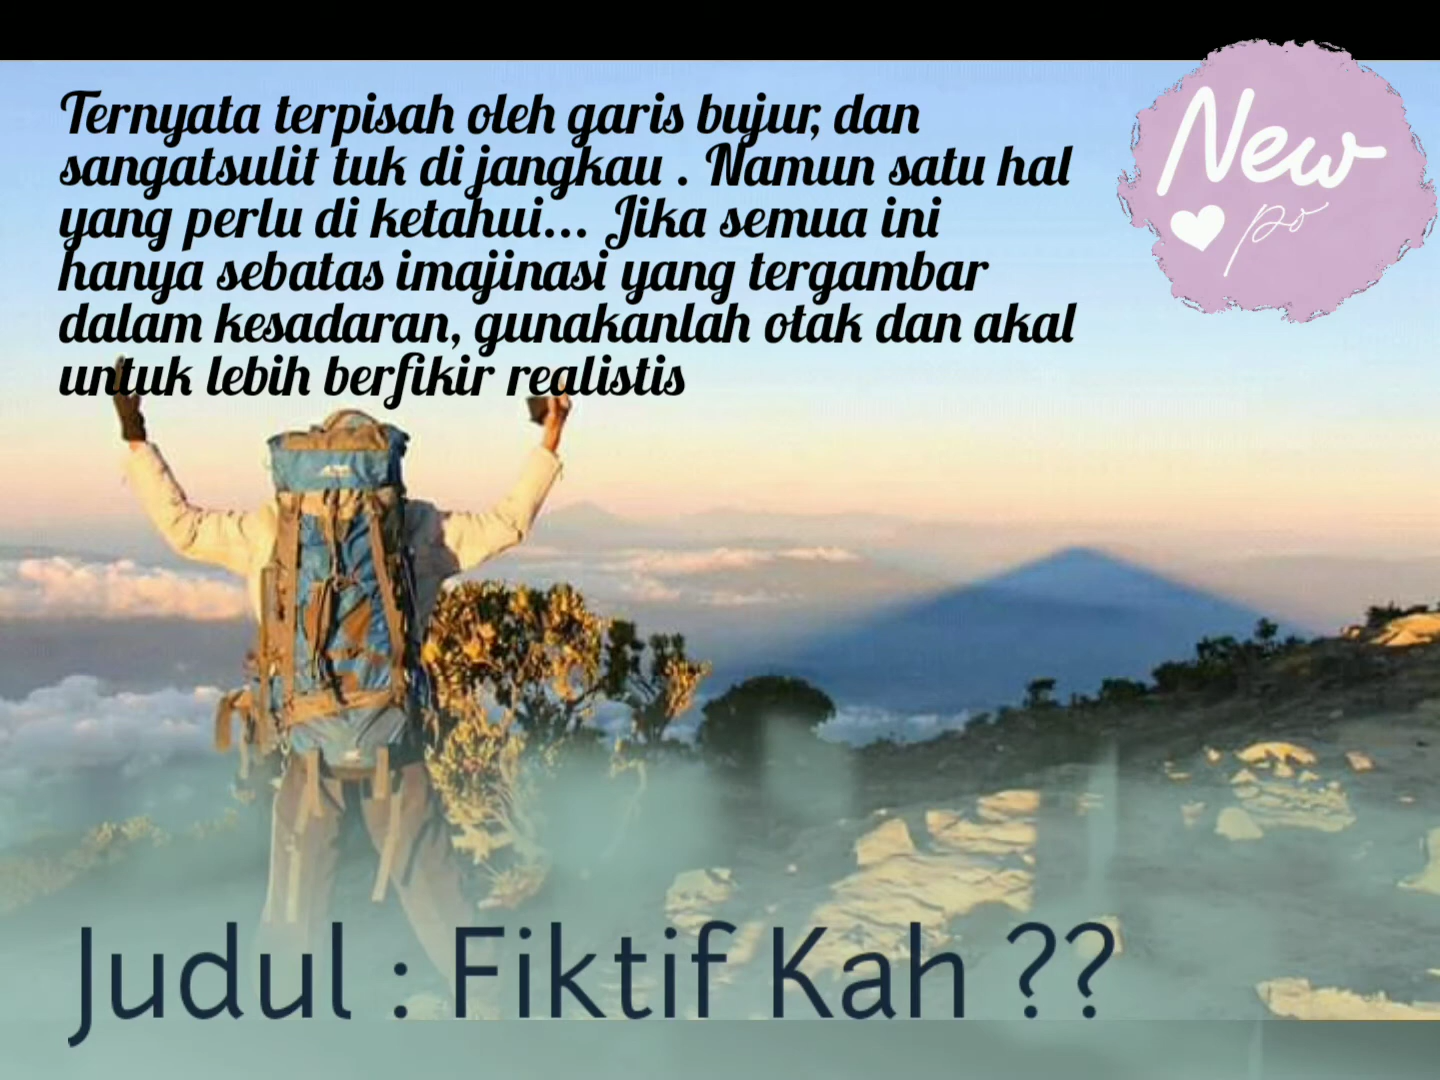 Ternyata terpisah oleh garis bujur, dan
sangatsulit tuk di jangkau . Namun satu hal
yang perlu di ketahui... Jika semua ini
hanya sebatas imajinasi yang tergambar
dalam kesadaran, gunakanlah otak dan akal
untuk lebih berfikir realistis
New
po
Judul : Fiktif Kah ??